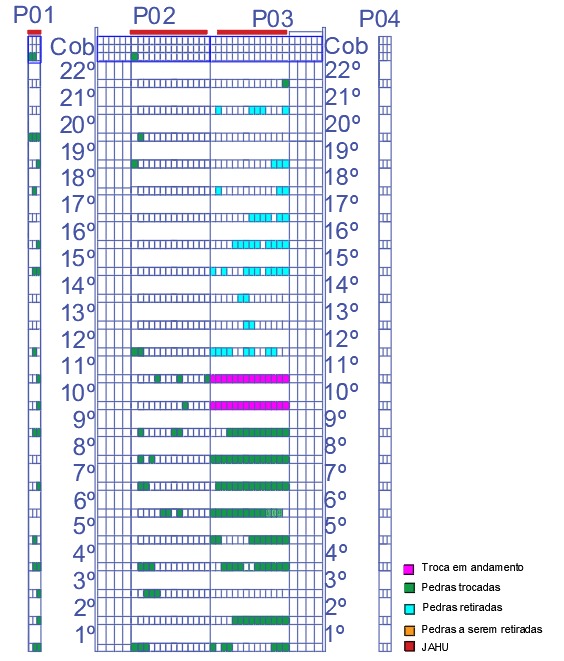 P01 P02 P03 P04
Cob Cob
22º 22º
21º 21º
20º 20º
19º 19º
18º 18º
17º 17º
16º 16º
15º 15º
14º 14º
13º 13º
12º 12º
11º 11º
10º 10º
9º 9º
8º 8º
7º 7º
6º 6º
5º 5º
4º 4º
3º 3º
2º 2º
1º 1º
Troca em andamento
Pedras trocadas
Pedras retiradas
Pedras a serem retiradas
JAHU